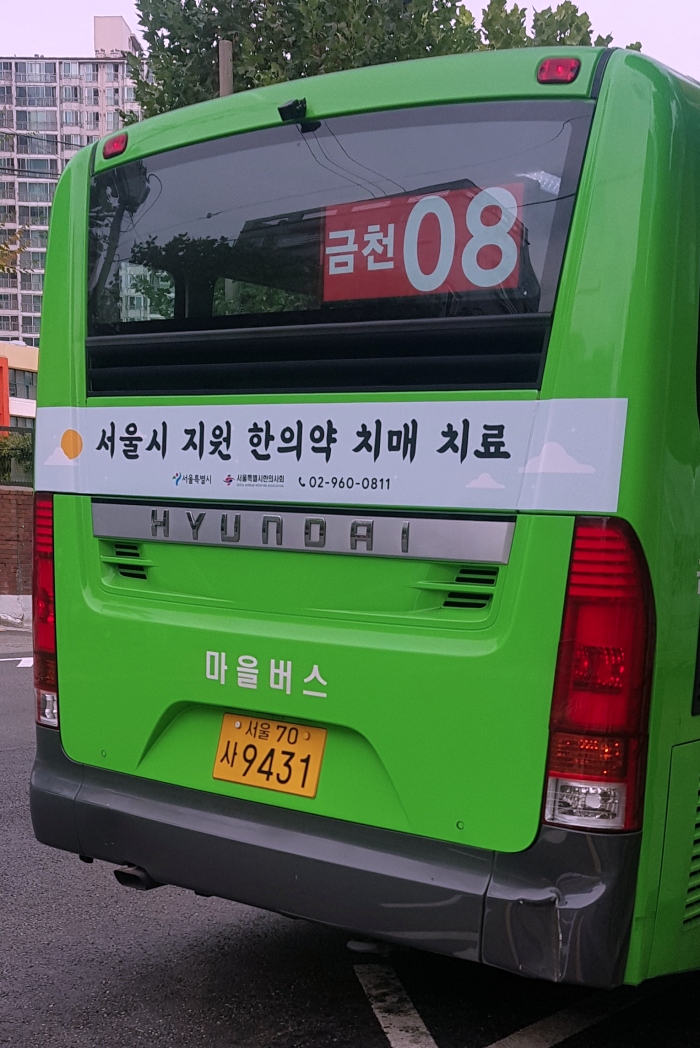 금천08
서울시 지원 한의약 치매 치료
서울특별시 서울특별시한의사회 02-960-0811
HYUNDAI
마을버스
서울 70
사9431